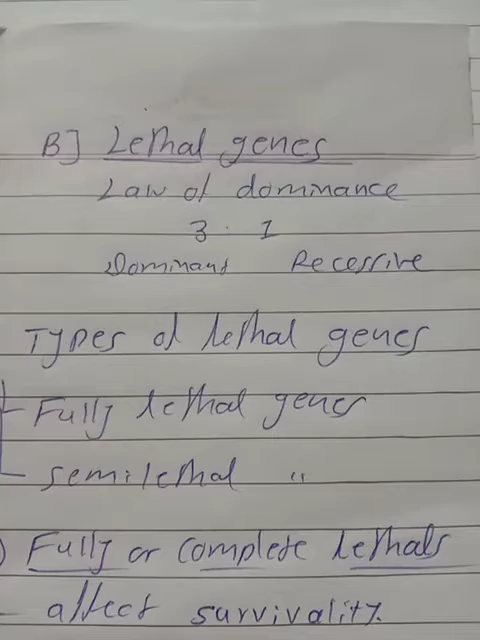 B] Lethal genes
Law of dominance
3 : 1
Dominant Recessive
Types of lethal genes
- Fully lethal genes
- semilethal "
) Fully or complete lethals
- affect survivality.